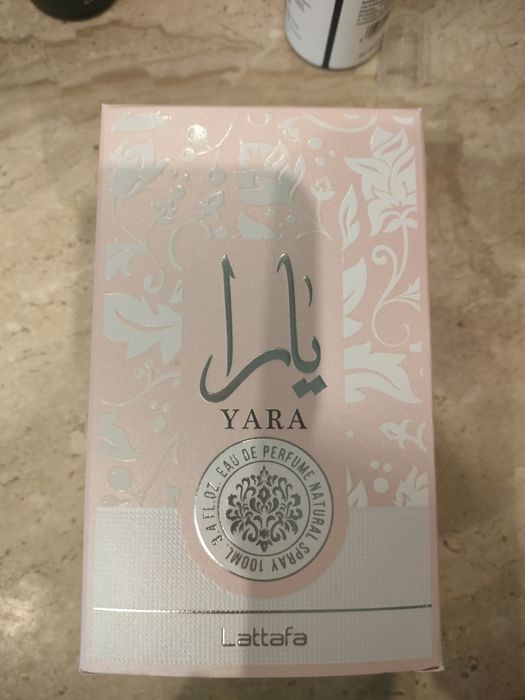 يارا
YARA
EAU DE PERFUME NATURAL SPRAY 100ML. 3.4 FL.OZ.
Lattafa